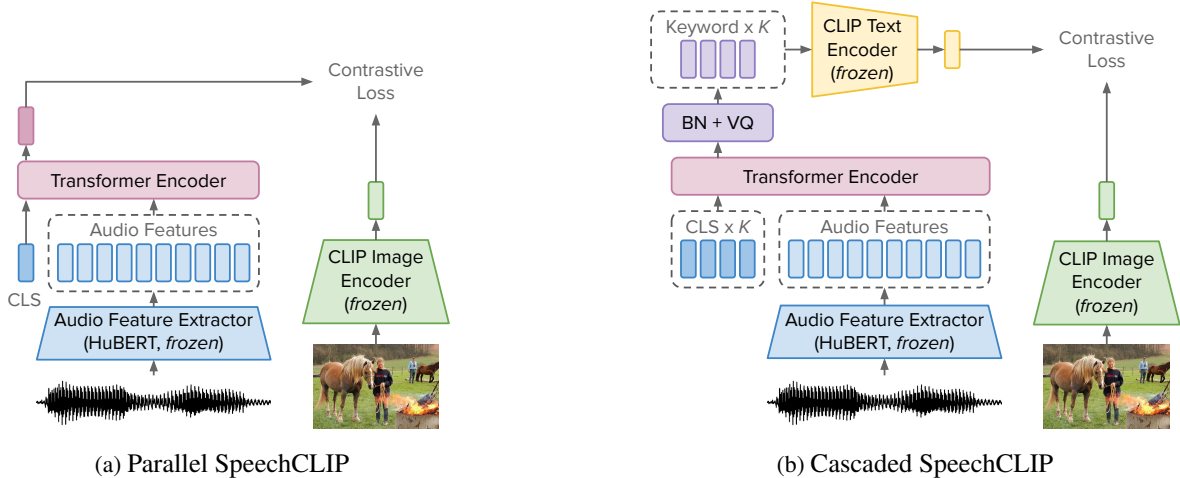 Contrastive
Loss
Transformer Encoder
Audio Features
CLS
Audio Feature Extractor
(HuBERT, frozen)
CLIP Image
Encoder
(frozen)
(a) Parallel SpeechCLIP
Keyword x K
CLIP Text
Encoder
(frozen)
Contrastive
Loss
BN + VQ
Transformer Encoder
CLS x K
Audio Features
Audio Feature Extractor
(HuBERT, frozen)
CLIP Image
Encoder
(frozen)
(b) Cascaded SpeechCLIP